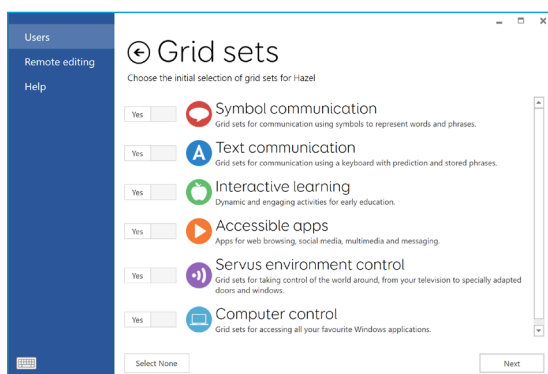 Users
Remote editing
Help
Grid sets
Choose the initial selection of grid sets for Hazel
Yes
Symbol communication
Grid sets for communication using symbols to represent words and phrases.
Yes
A
Text communication
Grid sets for communication using a keyboard with prediction and stored phrases.
Yes
Interactive learning
Dynamic and engaging activities for early education.
Yes
Accessible apps
Apps for web browsing, social media, multimedia and messaging.
Yes
Servus environment control
Grid sets for taking control of the world around, from your television to specially adapted
doors and windows.
Yes
Computer control
Grid sets for accessing all your favourite Windows applications.
Select None
Next